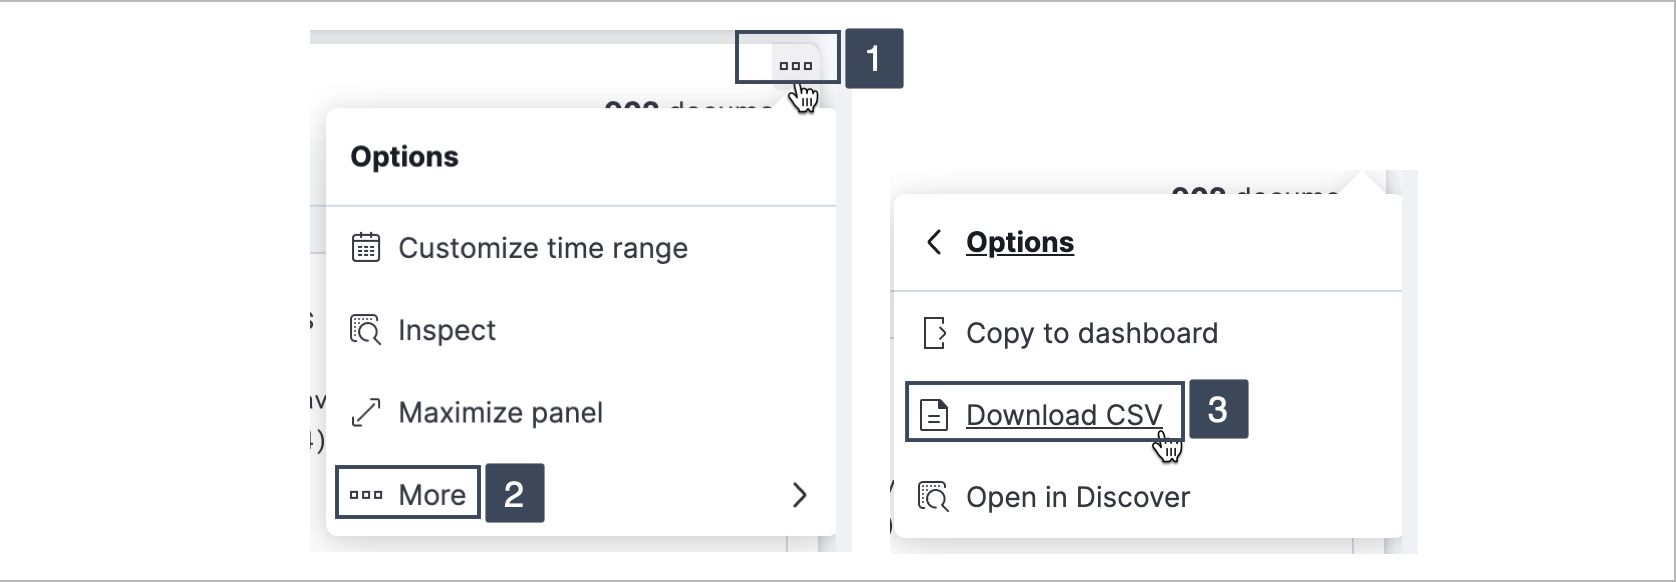 1
Options
Customize time range
Inspect
Maximize panel
More 2
Options
Copy to dashboard
Download CSV 3
Open in Discover